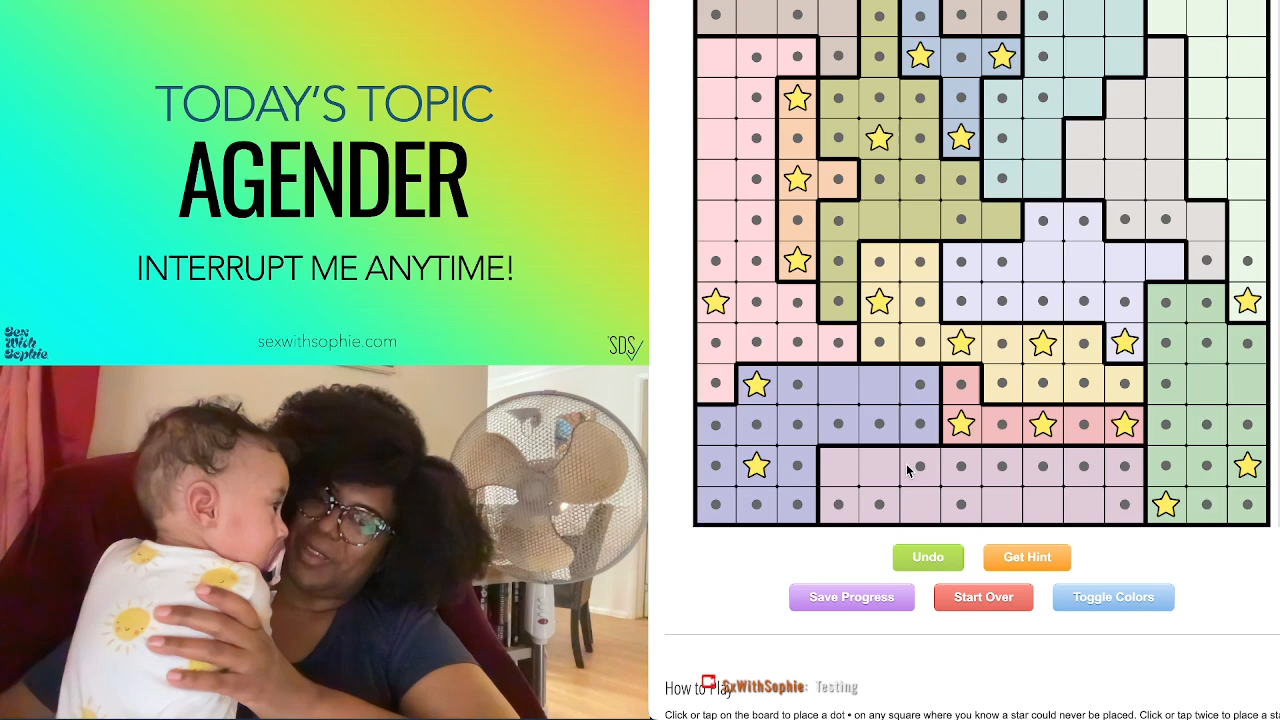 TODAY'S TOPIC
AGENDER
INTERRUPT ME ANYTIME!
Sex
With
Sophie
sexwithsophie.com
SDS/
Undo
Get Hint
Save Progress
Start Over
Toggle Colors
How to Play
SxWithSophie: Testing
Click or tap on the board to place a dot • on any square where you know a star could never be placed. Click or tap twice to place a st